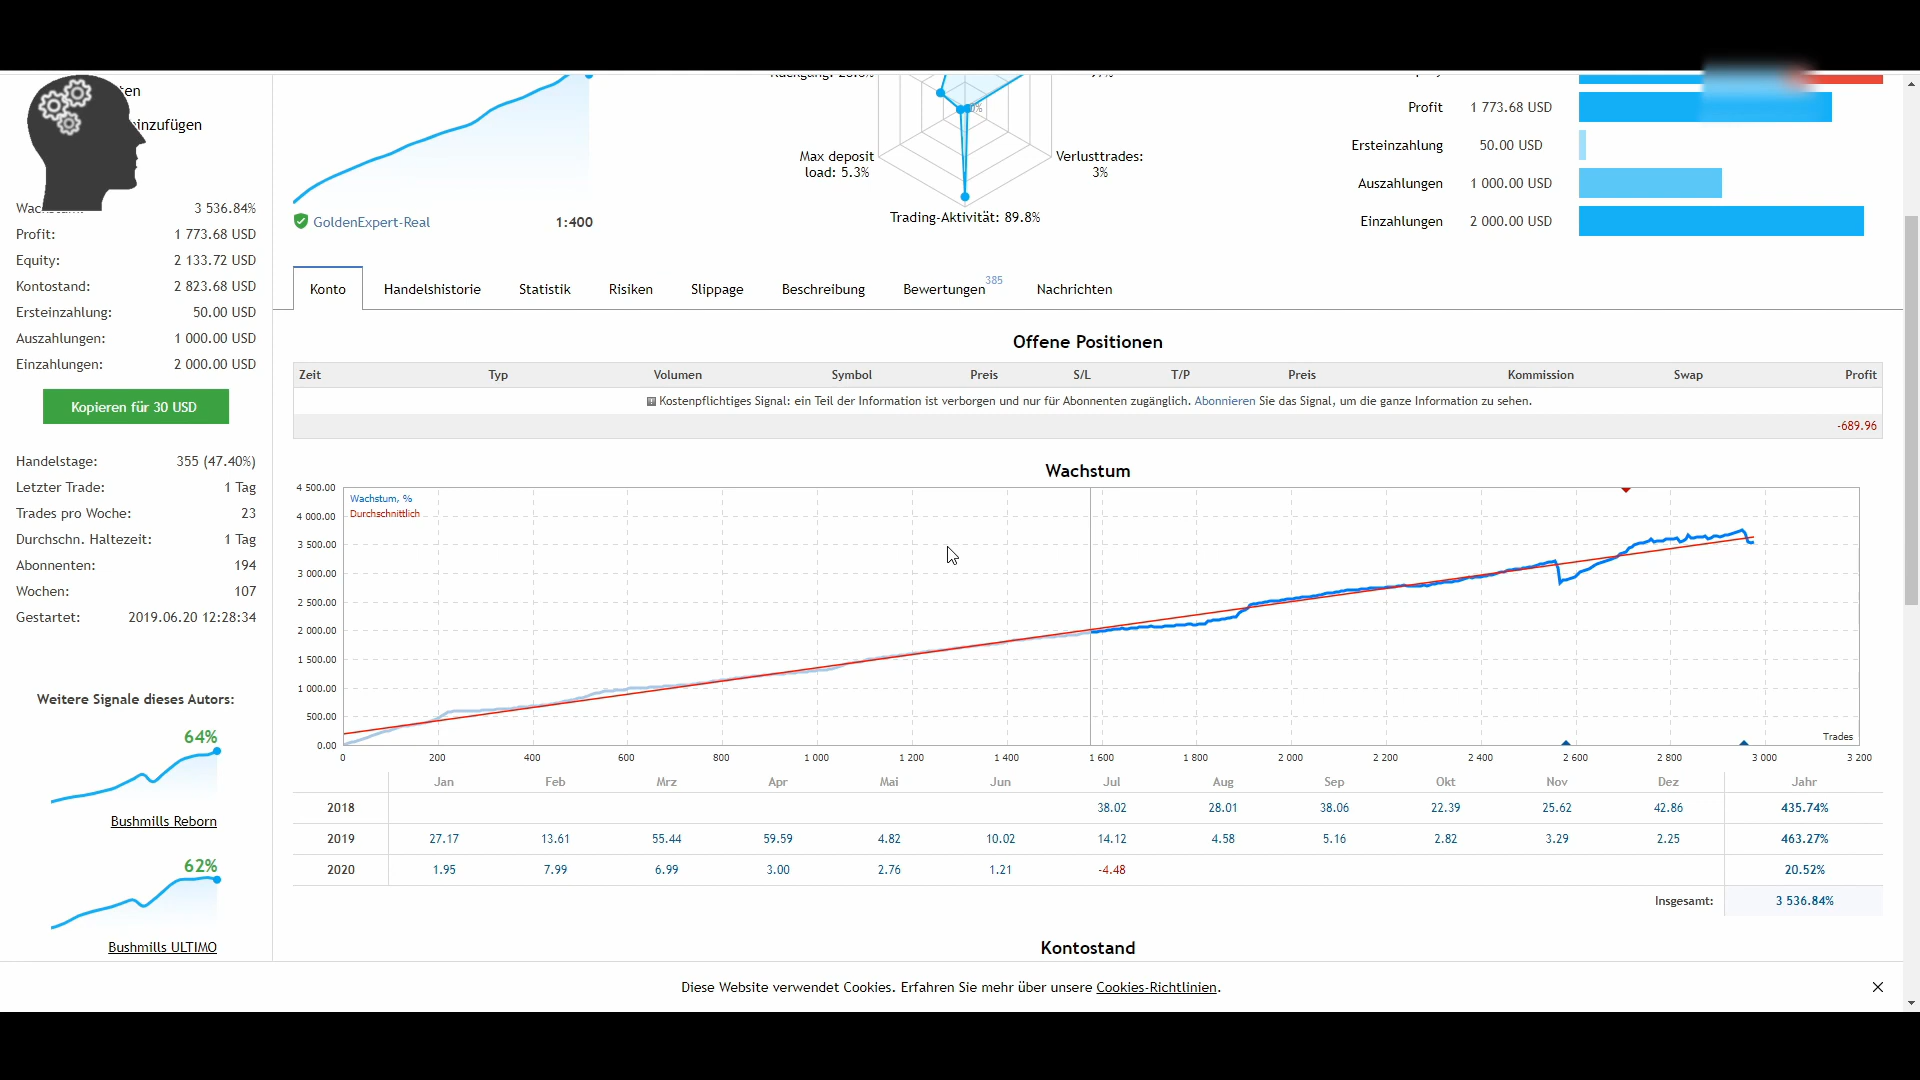 Profit 1 773.68 USD
Ersteinzahlung 50.00 USD
Max deposit load: 5.3%
Verlusttrades: 3%
Auszahlungen 1 000.00 USD
Trading-Aktivität: 89.8%
Einzahlungen 2 000.00 USD
GoldenExpert-Real 1:400
3 536.84%
Profit: 1 773.68 USD
Equity: 2 133.72 USD
Kontostand: 2 823.68 USD
Ersteinzahlung: 50.00 USD
Auszahlungen: 1 000.00 USD
Einzahlungen: 2 000.00 USD
Kopieren für 30 USD
Handelstage: 355 (47.40%)
Letzter Trade: 1 Tag
Trades pro Woche: 23
Durchschn. Haltezeit: 1 Tag
Abonnenten: 194
Wochen: 107
Gestartet: 2019.06.20 12:28:34
Weitere Signale dieses Autors:
64%
Bushmills Reborn
62%
Bushmills ULTIMO
Konto Handelshistorie Statistik Risiken Slippage Beschreibung Bewertungen 385 Nachrichten
Offene Positionen
Zeit Typ Volumen Symbol Preis S/L T/P Preis Kommission Swap Profit
Kostenpflichtiges Signal: ein Teil der Information ist verborgen und nur für Abonnenten zugänglich. Abonnieren Sie das Signal, um die ganze Information zu sehen.
-689.96
Wachstum
Wachstum, %
Durchschnittlich
4 500.00
4 000.00
3 500.00
3 000.00
2 500.00
2 000.00
1 500.00
1 000.00
500.00
0.00
Trades
0 200 400 600 800 1 000 1 200 1 400 1 600 1 800 2 000 2 200 2 400 2 600 2 800 3 000 3 200
Jan Feb Mrz Apr Mai Jun Jul Aug Sep Okt Nov Dez Jahr
2018 38.02 28.01 38.06 22.39 25.62 42.86 435.74%
2019 27.17 13.61 55.44 59.59 4.82 10.02 14.12 4.58 5.16 2.82 3.29 2.25 463.27%
2020 1.95 7.99 6.99 3.00 2.76 1.21 -4.48 20.52%
Insgesamt: 3 536.84%
Kontostand
Diese Website verwendet Cookies. Erfahren Sie mehr über unsere Cookies-Richtlinien.